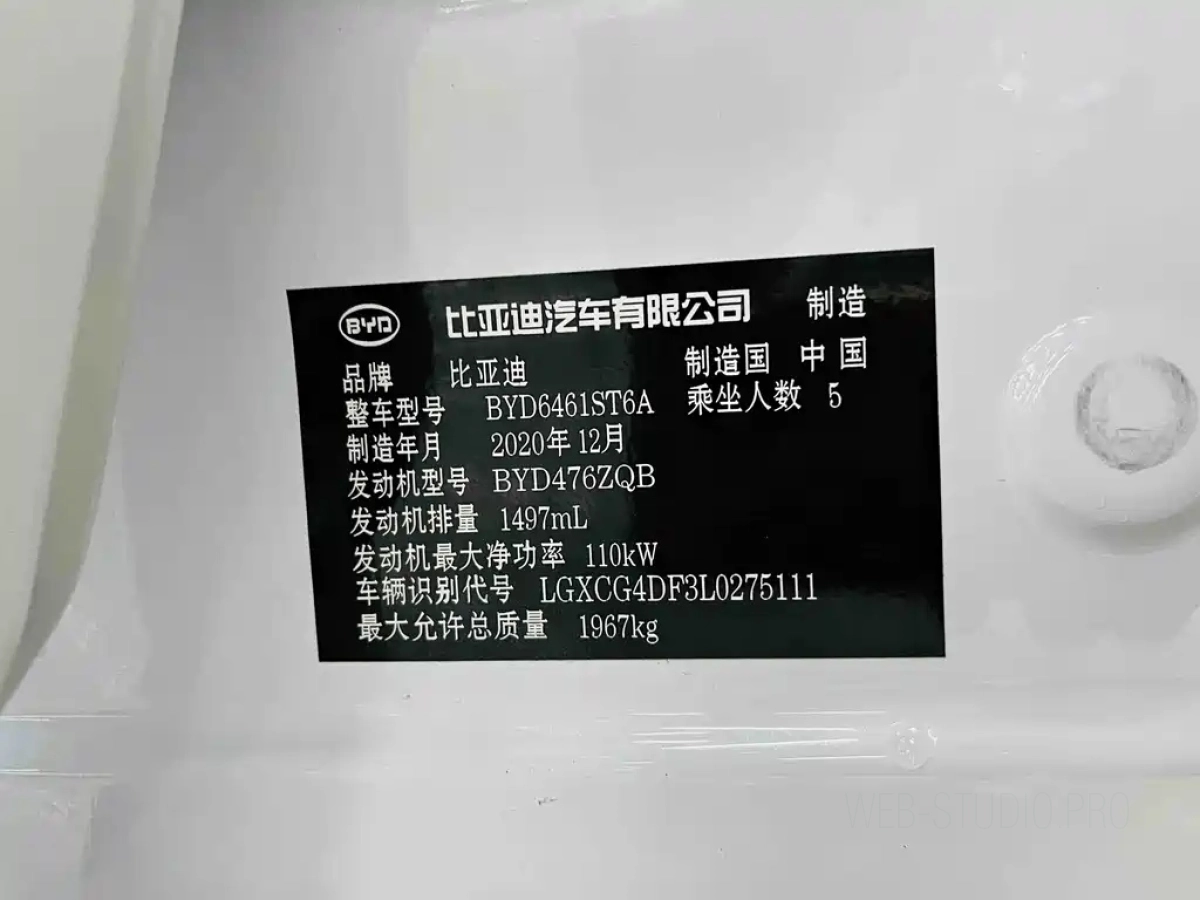 BYD 比亚迪汽车有限公司 制造
品牌 比亚迪 制造国 中国
整车型号 BYD6461ST6A 乘坐人数 5
制造年月 2020年12月
发动机型号 BYD476ZQB
发动机排量 1497mL
发动机最大净功率 110kW
车辆识别代号 LGXCG4DF3L0275111
最大允许总质量 1967kg
WEB-STUDIO.PRO